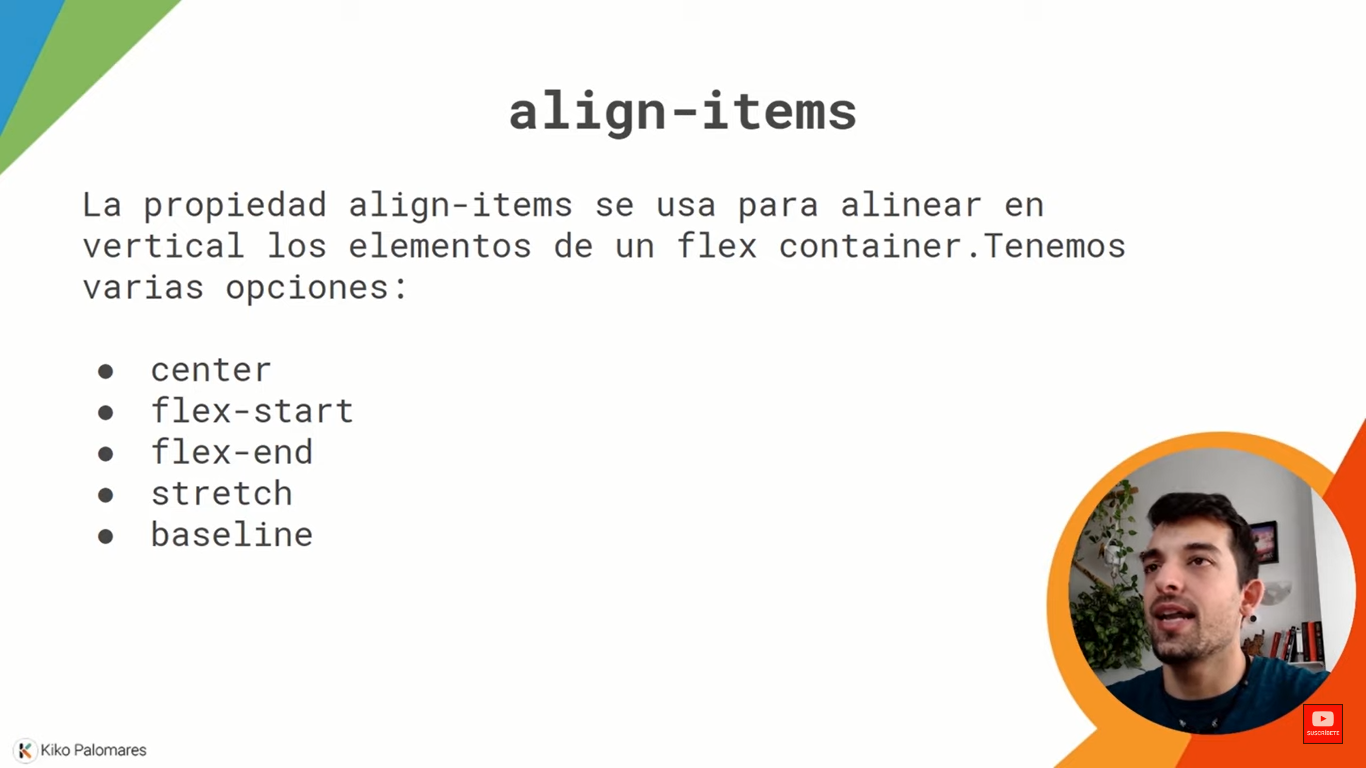 align-items
La propiedad align-items se usa para alinear en
vertical los elementos de un flex container.Tenemos
varias opciones:
● center
● flex-start
● flex-end
● stretch
● baseline
Kiko Palomares
SUSCRÍBETE